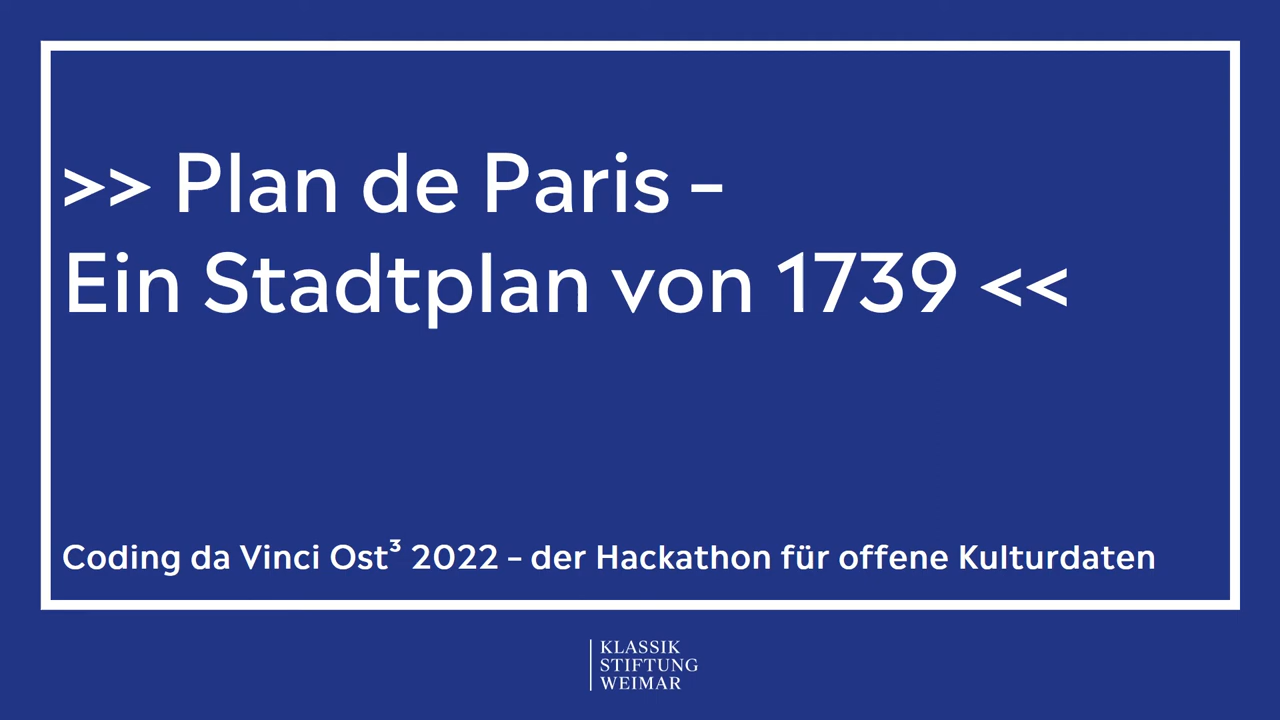 >> Plan de Paris –
Ein Stadtplan von 1739 <<
Coding da Vinci Ost³ 2022 – der Hackathon für offene Kulturdaten
KLASSIK
STIFTUNG
WEIMAR